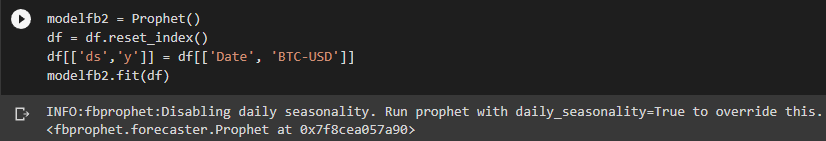 modelfb2 = Prophet()
df = df.reset_index()
df[['ds','y']] = df[['Date', 'BTC-USD']]
modelfb2.fit(df)
INFO:fbprophet:Disabling daily seasonality. Run prophet with daily_seasonality=True to override this.
<fbprophet.forecaster.Prophet at 0x7f8cea057a90>